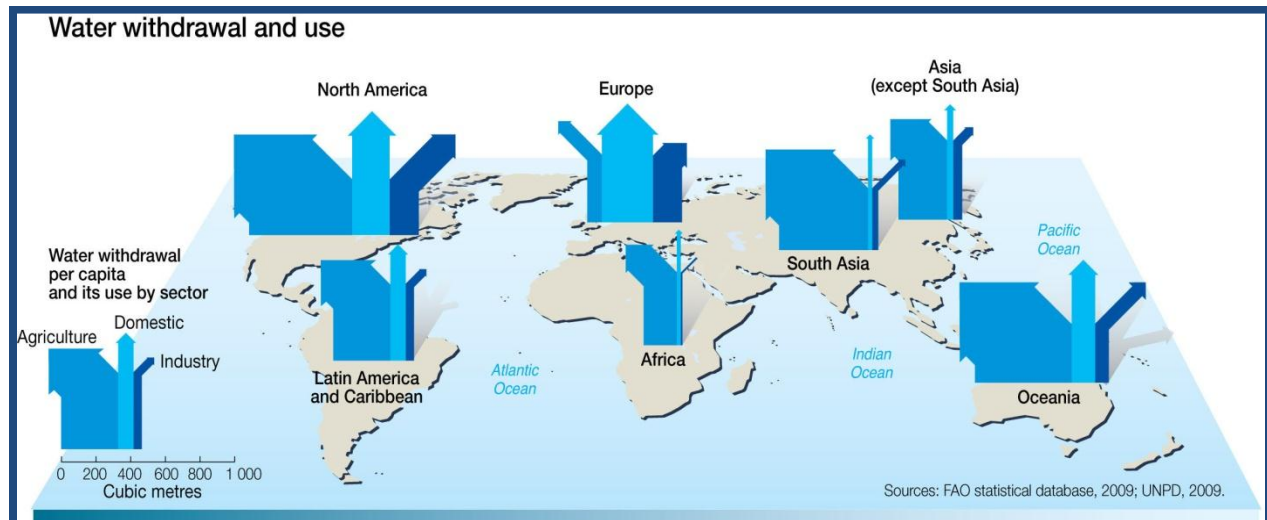 Water withdrawal and use
North America
Europe
Asia
(except South Asia)
Water withdrawal
per capita
and its use by sector
Agriculture
Domestic
Industry
0 200 400 600 800 1 000
Cubic metres
Latin America
and Caribbean
Africa
South Asia
Oceania
Atlantic
Ocean
Indian
Ocean
Pacific
Ocean
Sources: FAO statistical database, 2009; UNPD, 2009.